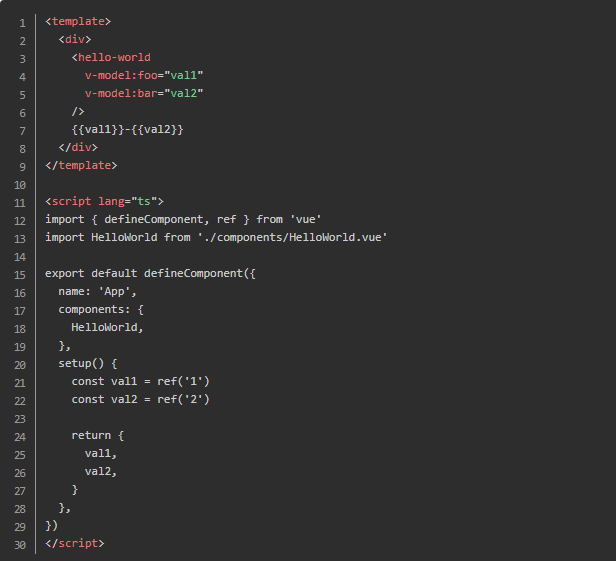 1 <template>
2   <div>
3     <hello-world
4       v-model:foo="val1"
5       v-model:bar="val2"
6     />
7     {{val1}}-{{val2}}
8   </div>
9 </template>
10
11 <script lang="ts">
12 import { defineComponent, ref } from 'vue'
13 import HelloWorld from './components/HelloWorld.vue'
14
15 export default defineComponent({
16   name: 'App',
17   components: {
18     HelloWorld,
19   },
20   setup() {
21     const val1 = ref('1')
22     const val2 = ref('2')
23
24     return {
25       val1,
26       val2,
27     }
28   },
29 })
30 </script>